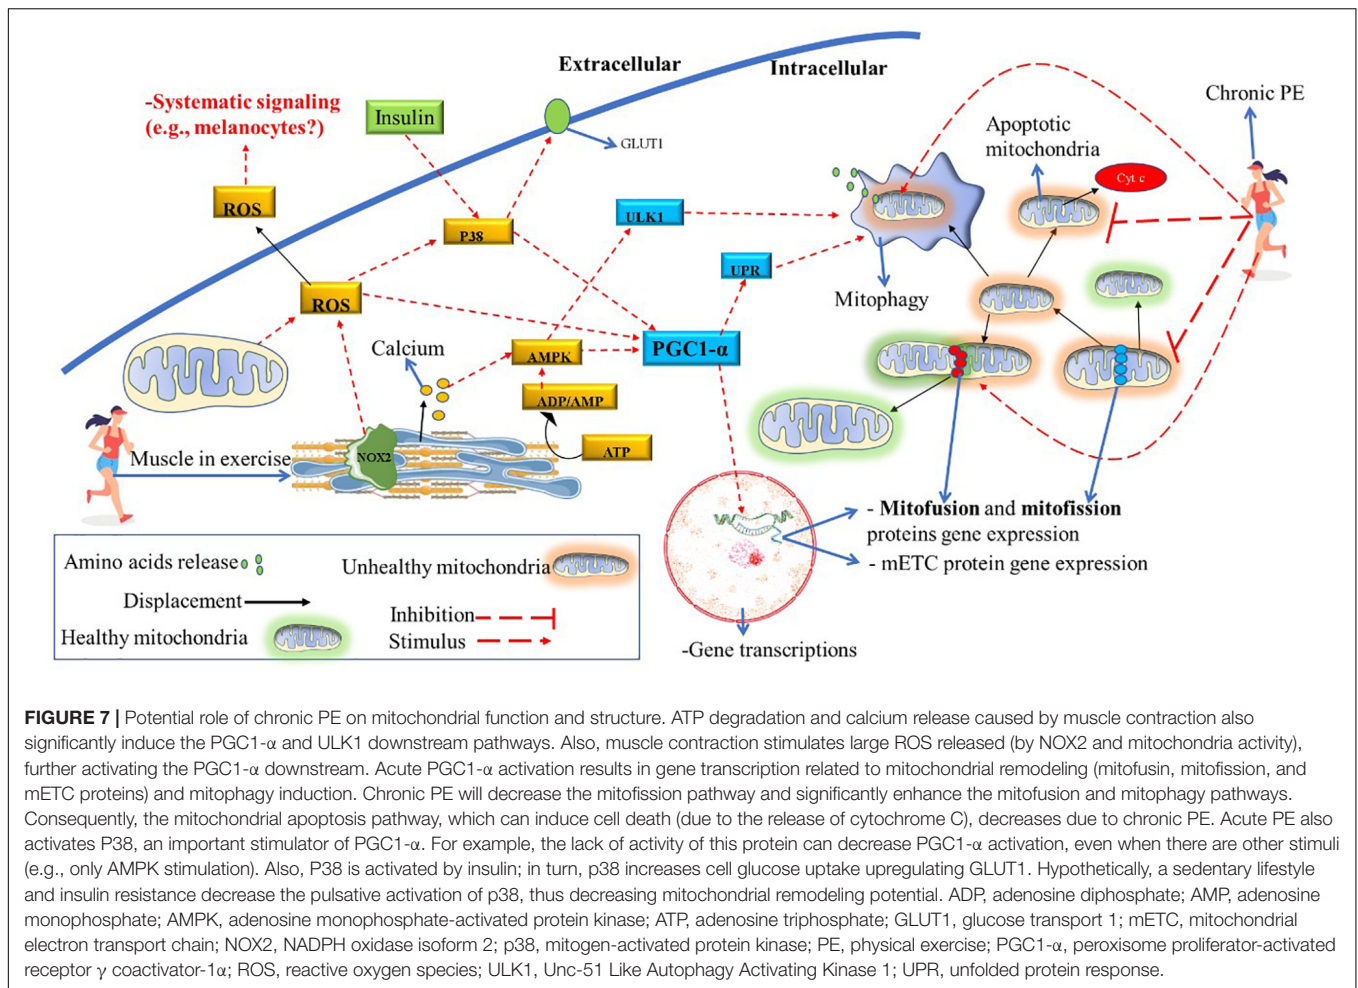 Extracellular
Intracellular
-Systematic signaling
(e.g., melanocytes?)
Insulin
GLUT1
Chronic PE
Apoptotic
mitochondria
Cyt c
ROS
P38
ULK1
UPR
Mitophagy
ROS
Calcium
AMPK
PGC1-α
ADP/AMP
ATP
NOX2
Muscle in exercise
- Mitofusion and mitofission
proteins gene expression
- mETC protein gene expression
-Gene transcriptions
Amino acids release
Unhealthy mitochondria
Displacement
Inhibition
Healthy mitochondria
Stimulus
FIGURE 7 | Potential role of chronic PE on mitochondrial function and structure. ATP degradation and calcium release caused by muscle contraction also
significantly induce the PGC1-α and ULK1 downstream pathways. Also, muscle contraction stimulates large ROS released (by NOX2 and mitochondria activity),
further activating the PGC1-α downstream. Acute PGC1-α activation results in gene transcription related to mitochondrial remodeling (mitofusin, mitofission, and
mETC proteins) and mitophagy induction. Chronic PE will decrease the mitofission pathway and significantly enhance the mitofusion and mitophagy pathways.
Consequently, the mitochondrial apoptosis pathway, which can induce cell death (due to the release of cytochrome C), decreases due to chronic PE. Acute PE also
activates P38, an important stimulator of PGC1-α. For example, the lack of activity of this protein can decrease PGC1-α activation, even when there are other stimuli
(e.g., only AMPK stimulation). Also, P38 is activated by insulin; in turn, p38 increases cell glucose uptake upregulating GLUT1. Hypothetically, a sedentary lifestyle
and insulin resistance decrease the pulsative activation of p38, thus decreasing mitochondrial remodeling potential. ADP, adenosine diphosphate; AMP, adenosine
monophosphate; AMPK, adenosine monophosphate-activated protein kinase; ATP, adenosine triphosphate; GLUT1, glucose transport 1; mETC, mitochondrial
electron transport chain; NOX2, NADPH oxidase isoform 2; p38, mitogen-activated protein kinase; PE, physical exercise; PGC1-α, peroxisome proliferator-activated
receptor γ coactivator-1α; ROS, reactive oxygen species; ULK1, Unc-51 Like Autophagy Activating Kinase 1; UPR, unfolded protein response.